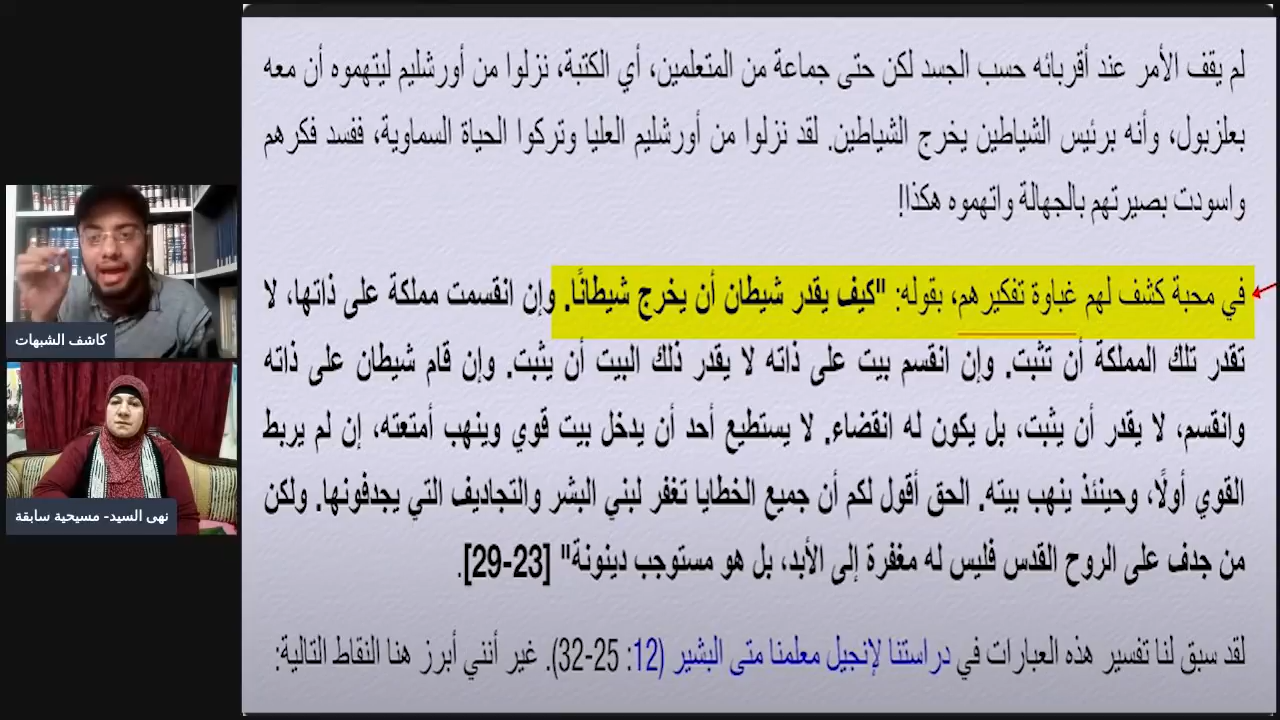 لم يقف الأمر عند أقربائه حسب الجسد لكن حتى جماعة من المتعلمين، أي الكتبة، نزلوا من أورشليم ليتهموه أن معه
بعلزبول، وأنه برئيس الشياطين يخرج الشياطين. لقد نزلوا من أورشليم العليا وتركوا الحياة السماوية، ففسد فكرهم
واسودت بصيرتهم بالجهالة واتهموه هكذا!
في محبة كشف لهم غباوة تفكيرهم، بقوله: "كيف يقدر شيطان أن يخرج شيطانًا. وإن انقسمت مملكة على ذاتها، لا
تقدر تلك المملكة أن تثبت. وإن انقسم بيت على ذاته لا يقدر ذلك البيت أن يثبت. وإن قام شيطان على ذاته
وانقسم، لا يقدر أن يثبت، بل يكون له انقضاء. لا يستطيع أحد أن يدخل بيت قوي وينهب أمتعته، إن لم يربط
القوي أولًا، وحينئذ ينهب بيته. الحق أقول لكم أن جميع الخطايا تغفر لبني البشر والتجاديف التي يجدفونها. ولكن
من جدف على الروح القدس فليس له مغفرة إلى الأبد، بل هو مستوجب دينونة" [23-29].
لقد سبق لنا تفسير هذه العبارات في دراستنا لإنجيل معلمنا متى البشير (12: 25-32). غير أنني أبرز هنا النقاط التالية:
كاشف الشبهات
نهى السيد- مسيحية سابقة